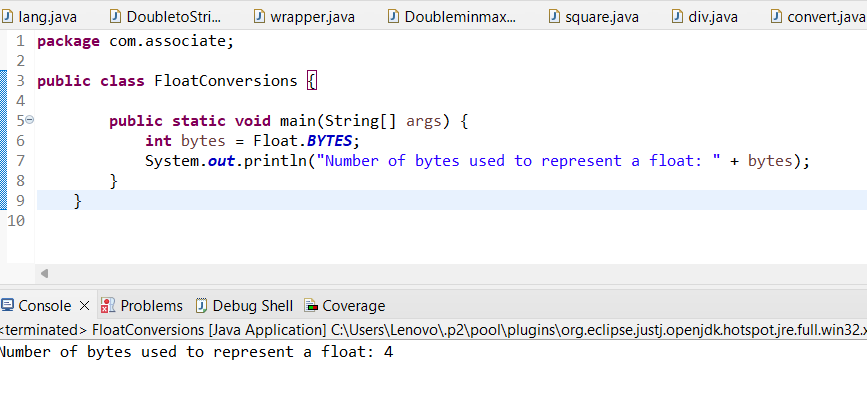 lang.java DoubletoStri... wrapper.java Doubleminmax... square.java div.java convert.java
1 package com.associate;
2
3 public class FloatConversions {
4
5 public static void main(String[] args) {
6 int bytes = Float.BYTES;
7 System.out.println("Number of bytes used to represent a float: " + bytes);
8 }
9 }
10
Console Problems Debug Shell Coverage
<terminated> FloatConversions [Java Application] C:\Users\Lenovo\.p2\pool\plugins\org.eclipse.justj.openjdk.hotspot.jre.full.win32.x
Number of bytes used to represent a float: 4